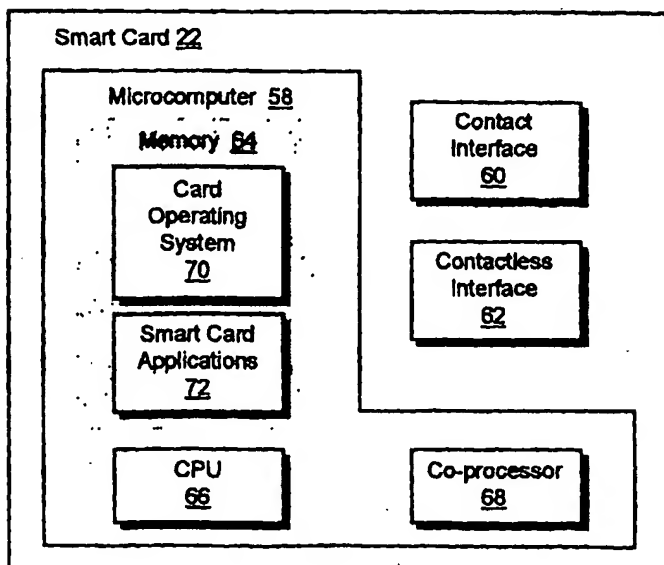 Smart Card 22
Microcomputer 58
Memory 64
Card
Operating
System
70
Smart Card
Applications
72
CPU
66
Contact
Interface
60
Contactless
Interface
62
Co-processor
68